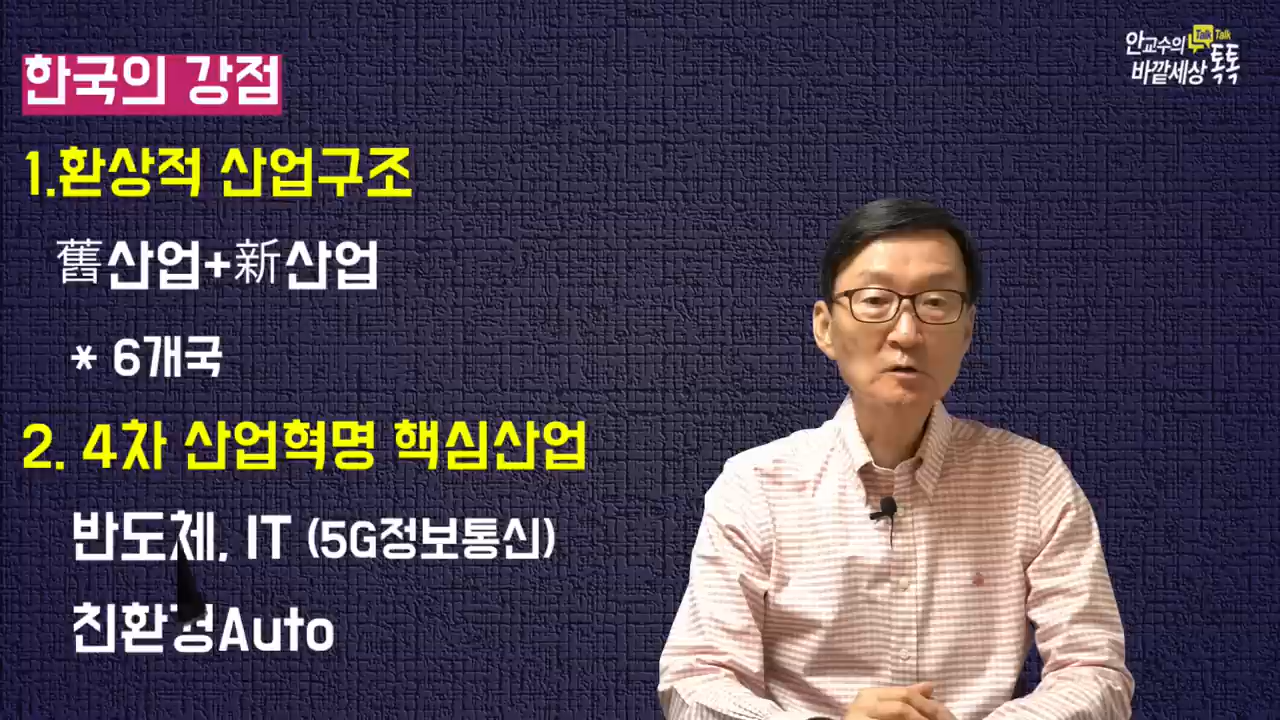 한국의 강점
안교수의 Talk Talk
바깥세상 톡톡
1.환상적 산업구조
舊산업+新산업
* 6개국
2. 4차 산업혁명 핵심산업
반도체, IT (5G정보통신)
친환경Auto